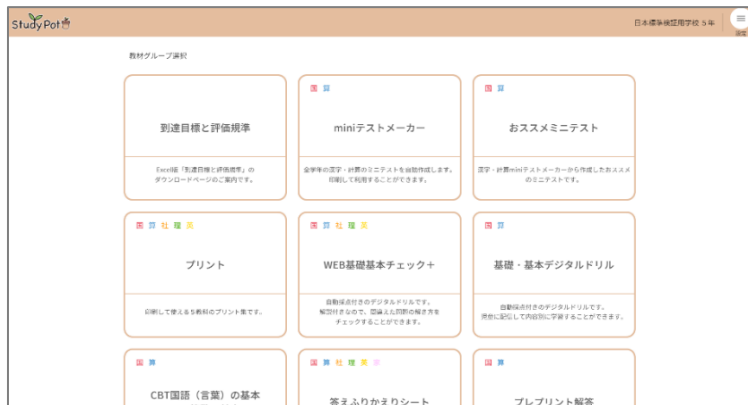 Study Pot
日本標準検証用学校 5年
設定
教材グループ選択
到達目標と評価規準
Excel版「到達目標と評価規準」の
ダウンロードページのご案内です。
国 算
miniテストメーカー
全学年の漢字・計算のミニテストを自動作成します。
印刷して利用することができます。
国 算
おススメミニテスト
漢字・計算miniテストメーカーから作成したおススメ
のミニテストです。
国 算 社 理 英
プリント
印刷して使える5教科のプリント集です。
国 算 社 理 英
WEB基礎基本チェック+
自動採点付きのデジタルドリルです。
解説付きなので、間違えた問題の解き方を
チェックすることができます。
国 算
基礎・基本デジタルドリル
自動採点付きのデジタルドリルです。
児童に配信して内容別に学習することができます。
国 算
CBT国語(言葉)の基本
国 算 社 理 英
答えふりかえりシート
国 算
プレプリント解答